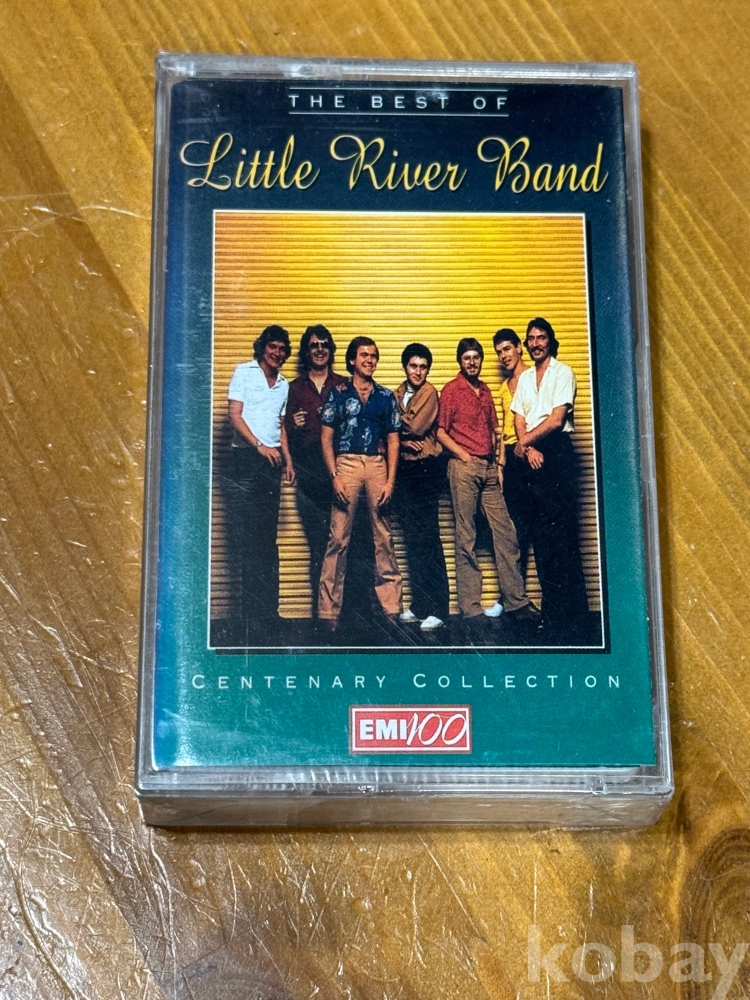 THE BEST OF
Little River Band
CENTENARY COLLECTION
EMI100
kobay